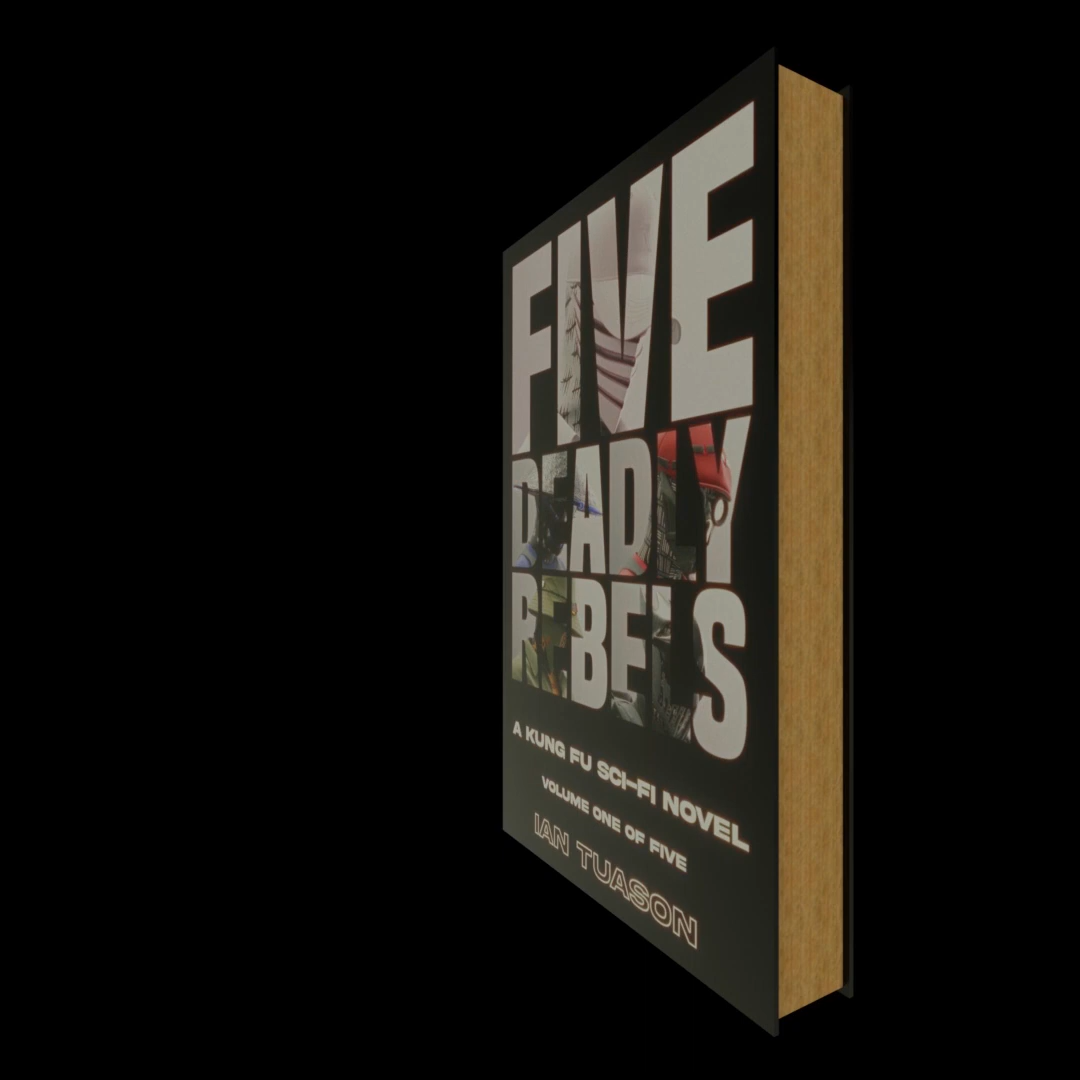 FIVE
DEADLY
REBELS
A KUNG FU SCI-FI NOVEL
VOLUME ONE OF FIVE
IAN TUASON